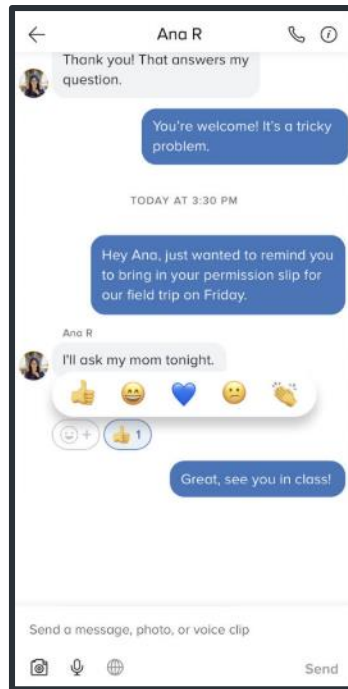 Ana R
Thank you! That answers my
question.
You're welcome! It's a tricky
problem.
TODAY AT 3:30 PM
Hey Ana, just wanted to remind you
to bring in your permission slip for
our field trip on Friday.
Ana R
I'll ask my mom tonight.
1
Great, see you in class!
Send a message, photo, or voice clip
Send